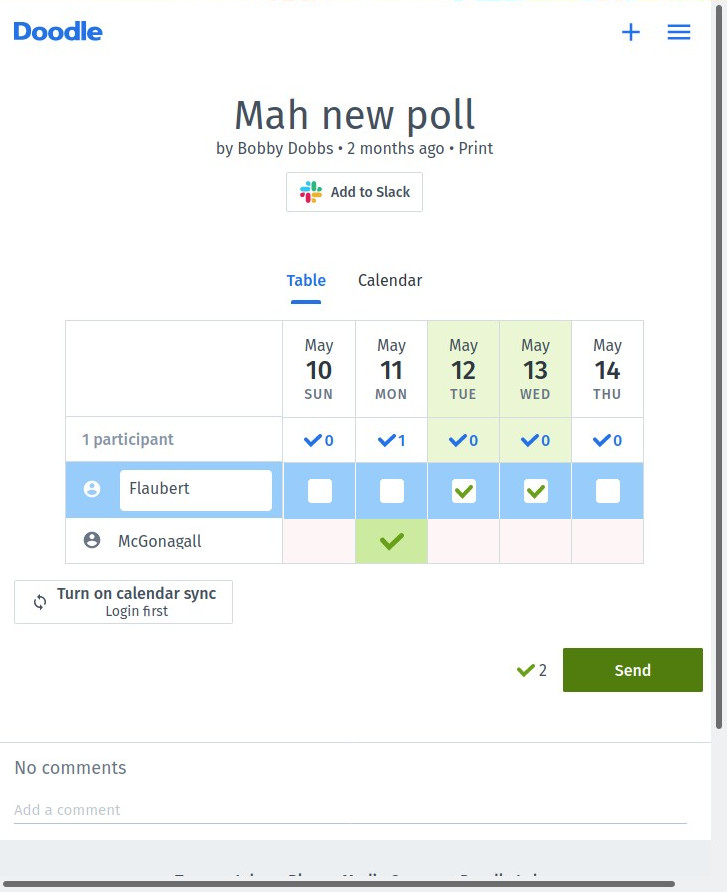 Doodle
Mah new poll
by Bobby Dobbs • 2 months ago • Print
Add to Slack
Table Calendar
May May May May May
10 11 12 13 14
SUN MON TUE WED THU
1 participant 0 1 0 0 0
Flaubert
McGonagall
Turn on calendar sync
Login first
2 Send
No comments
Add a comment